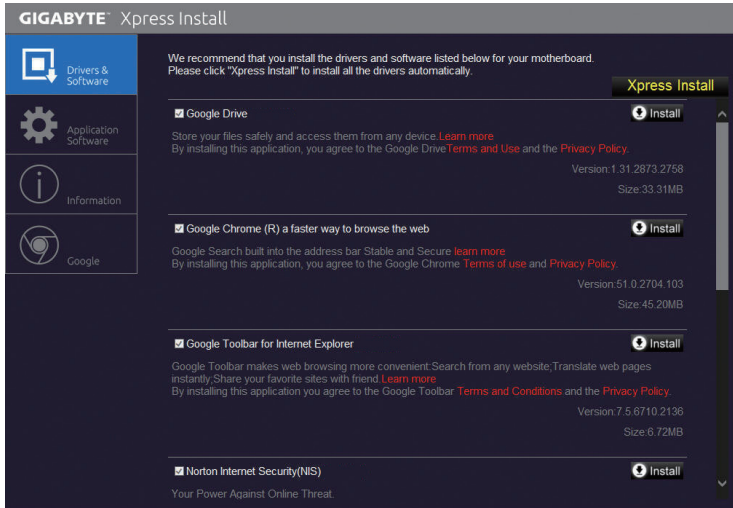 GIGABYTE™ Xpress Install
Drivers &
Software
Application
Software
Information
Google
We recommend that you install the drivers and software listed below for your motherboard.
Please click "Xpress Install" to install all the drivers automatically.
Xpress Install
Google Drive
Install
Store your files safely and access them from any device.Learn more
By installing this application, you agree to the Google DriveTerms and Use and the Privacy Policy.
Version:1.31.2873.2758
Size:33.31MB
Google Chrome (R) a faster way to browse the web
Install
Google Search built into the address bar Stable and Secure learn more
By installing this application, you agree to the Google Chrome Terms of use and Privacy Policy.
Version:51.0.2704.103
Size:45.20MB
Google Toolbar for Internet Explorer
Install
Google Toolbar makes web browsing more convenient:Search from any website;Translate web pages
instantly;Share your favorite sites with friend.Learn more
By installing this application you agree to the Google Toolbar Terms and Conditions and the Privacy Policy.
Version:7.5.6710.2136
Size:6.72MB
Norton Internet Security(NIS)
Install
Your Power Against Online Threat.